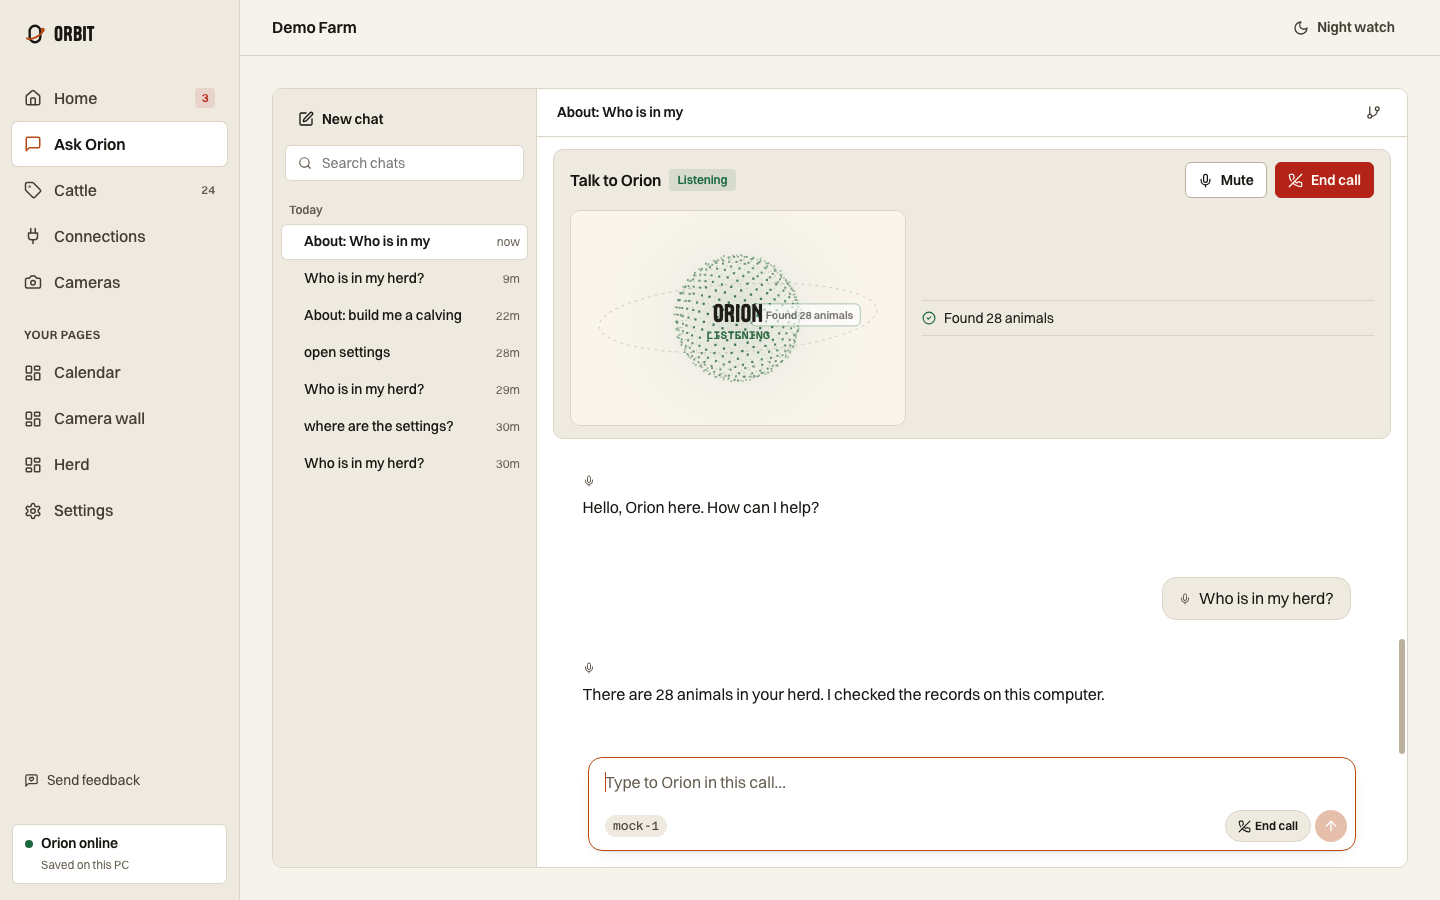 ORBIT
Demo Farm
Night watch
Home
3
Ask Orion
Cattle
24
Connections
Cameras
YOUR PAGES
Calendar
Camera wall
Herd
Settings
Send feedback
Orion online
Saved on this PC
New chat
Search chats
Today
About: Who is in my
now
Who is in my herd?
9m
About: build me a calving
22m
open settings
28m
Who is in my herd?
29m
where are the settings?
30m
Who is in my herd?
30m
About: Who is in my
Talk to Orion
Listening
Mute
End call
ORION
LISTENING
Found 28 animals
Found 28 animals
Hello, Orion here. How can I help?
Who is in my herd?
There are 28 animals in your herd. I checked the records on this computer.
Type to Orion in this call...
mock-1
End call